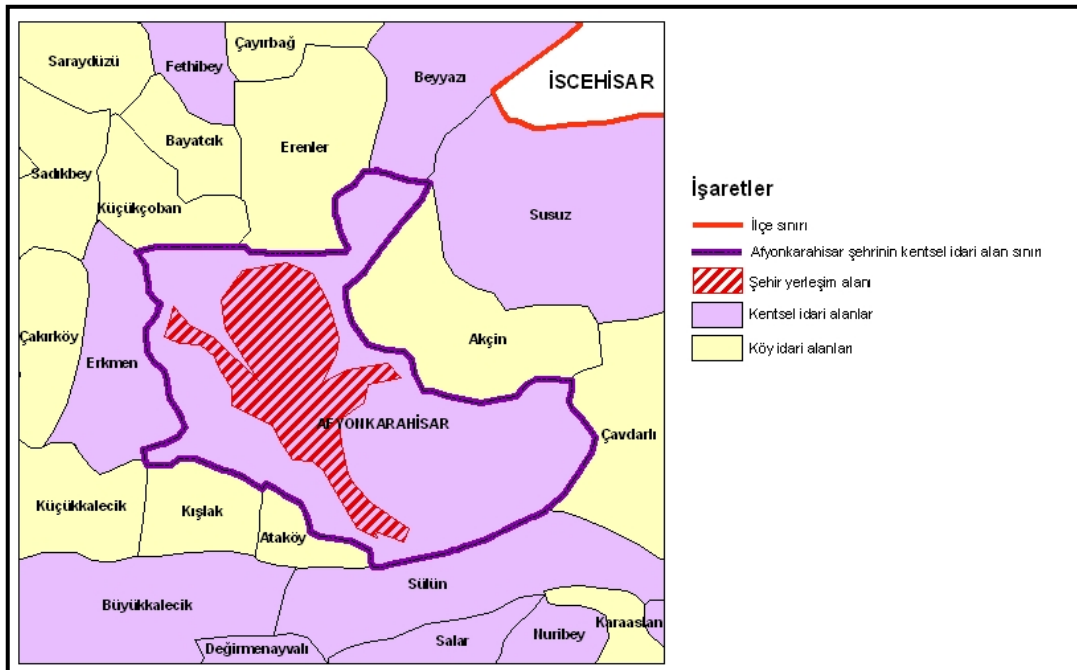 Çayırbağ
Saraydüzü
Fethibey
Beyyazı
İSCEHİSAR
Bayatcık
Erenler
Sadıkbey
Küçükçoban
Susuz
Çakırköy
Erkmen
Akçin
AFYONKARAHİSAR
Çavdarlı
Küçükkalecik
Kışlak
Ataköy
Sülün
Büyükkalecik
Karaaslan
Değirmenayvalı
Salar
Nuribey
İşaretler
İlçe sınırı
Afyonkarahisar şehrinin kentsel idari alan sınırı
Şehir yerleşim alanı
Kentsel idari alanlar
Köy idari alanları